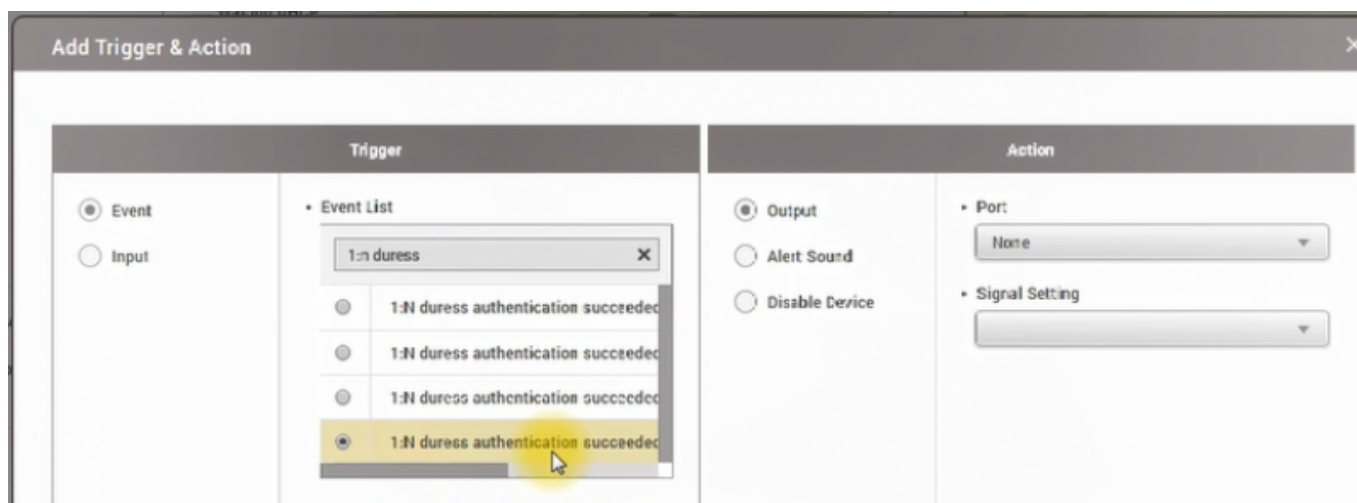 Add Trigger & Action
Trigger
Event
Input
Event List
1:n duress
1:N duress authentication succeeded
1:N duress authentication succeeded
1:N duress authentication succeeded
1:N duress authentication succeeded
Action
Output
Alert Sound
Disable Device
Port
None
Signal Setting